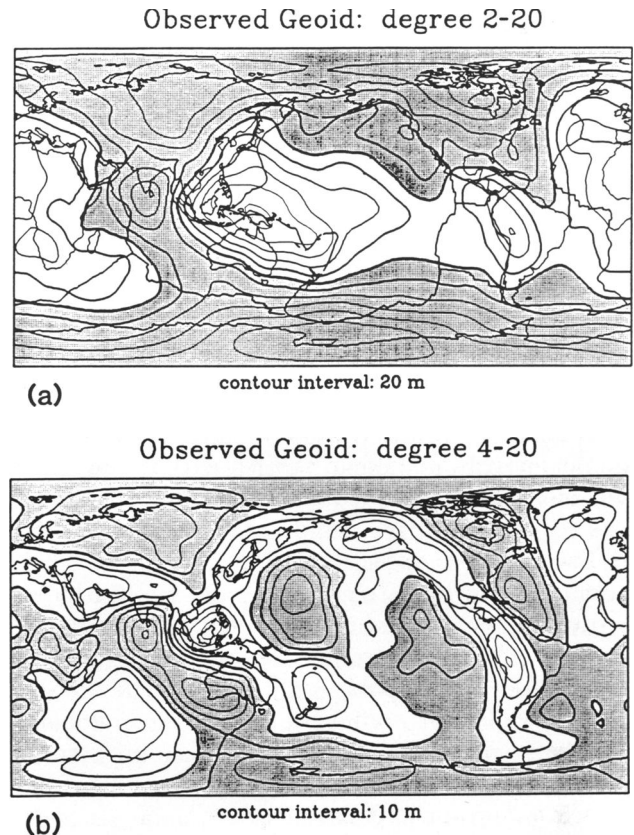 Observed Geoid: degree 2-20
contour interval: 20 m
(a)
Observed Geoid: degree 4-20
contour interval: 10 m
(b)